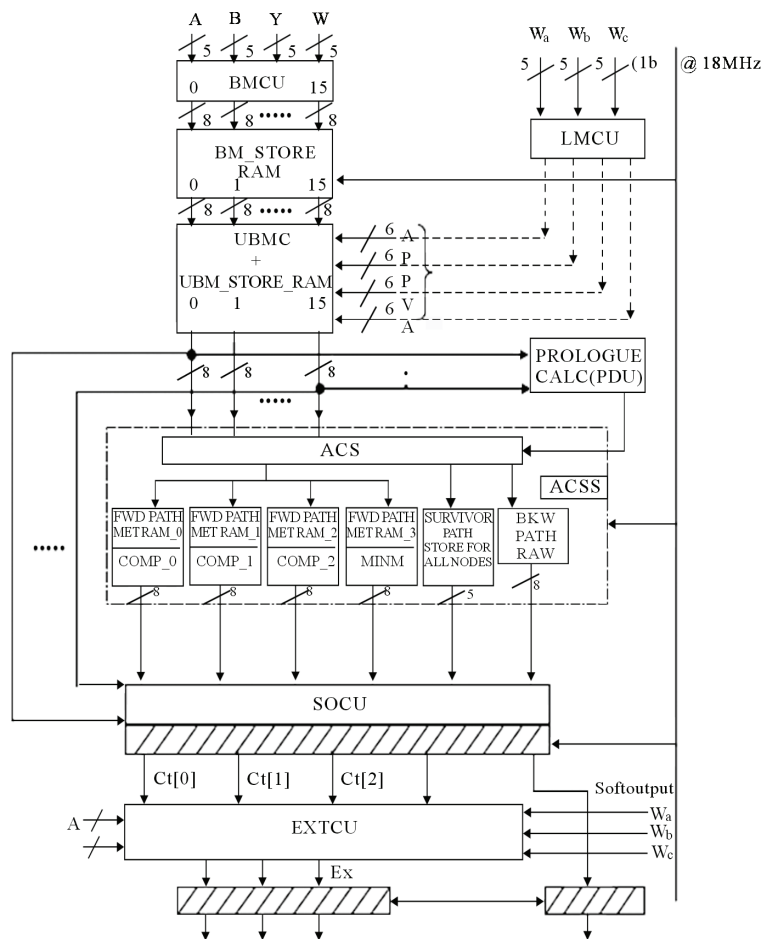 A B Y W
5 5 5 5
BMCU
0 15
8 8 ..... 8
BM_STORE
RAM
0 1 15
8 8 ..... 8
UBMC
+
UBM_STORE_RAM
0 1 15
Wa Wb Wc
5 5 5 (1b
@ 18MHz
LMCU
6 A
6 P
6 P
V
6 A
8 8 8
.....
PROLOGUE
CALC(PDU)
ACS
ACSS
FWD PATH
MET RAM_0
COMP_0
FWD PATH
MET RAM_1
COMP_1
FWD PATH
MET RAM_2
COMP_2
FWD PATH
MET RAM_3
MINM
SURVIVOR
PATH
STORE FOR
ALL NODES
BKW
PATH
RAW
.....
8 8 8 8 5 8
SOCU
Ct[0] Ct[1] Ct[2]
Softoutput
A
EXTCU
Wa
Wb
Wc
Ex